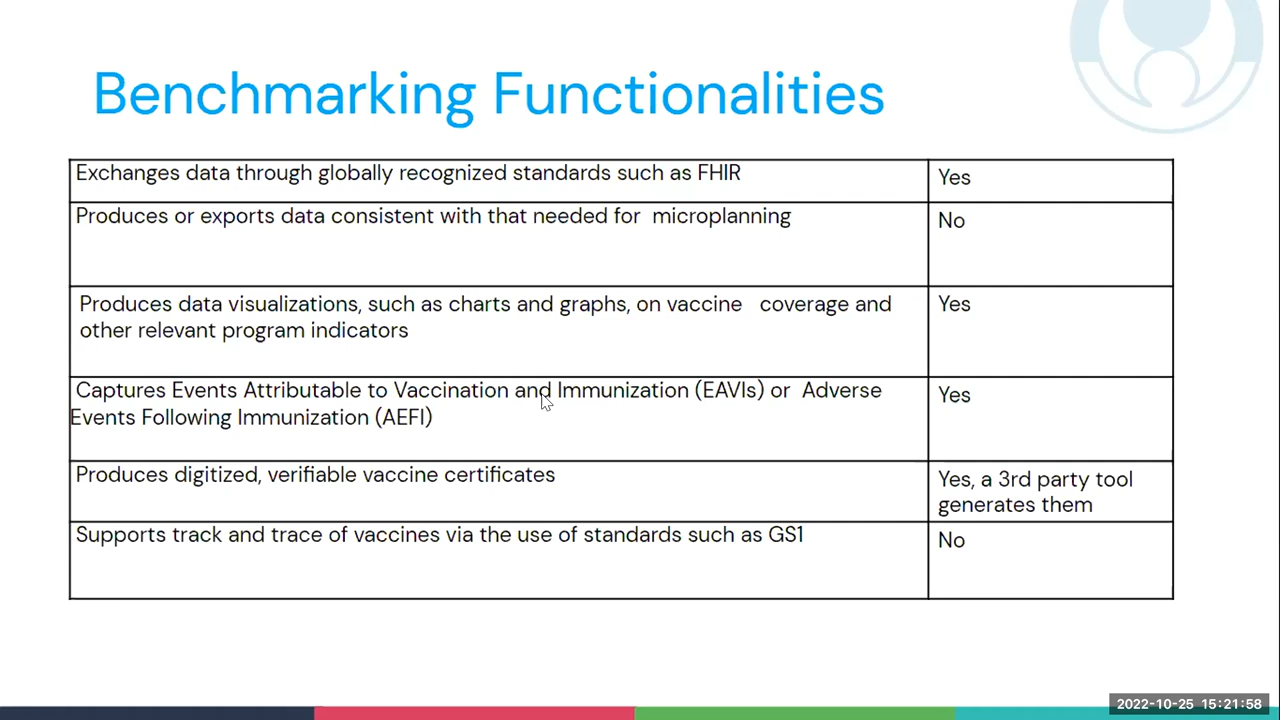 Benchmarking Functionalities
Exchanges data through globally recognized standards such as FHIR
Yes
Produces or exports data consistent with that needed for microplanning
No
Produces data visualizations, such as charts and graphs, on vaccine coverage and
other relevant program indicators
Yes
Captures Events Attributable to Vaccination and Immunization (EAVIs) or Adverse
Events Following Immunization (AEFI)
Yes
Produces digitized, verifiable vaccine certificates
Yes, a 3rd party tool
generates them
Supports track and trace of vaccines via the use of standards such as GS1
No
2022-10-25 15:21:58